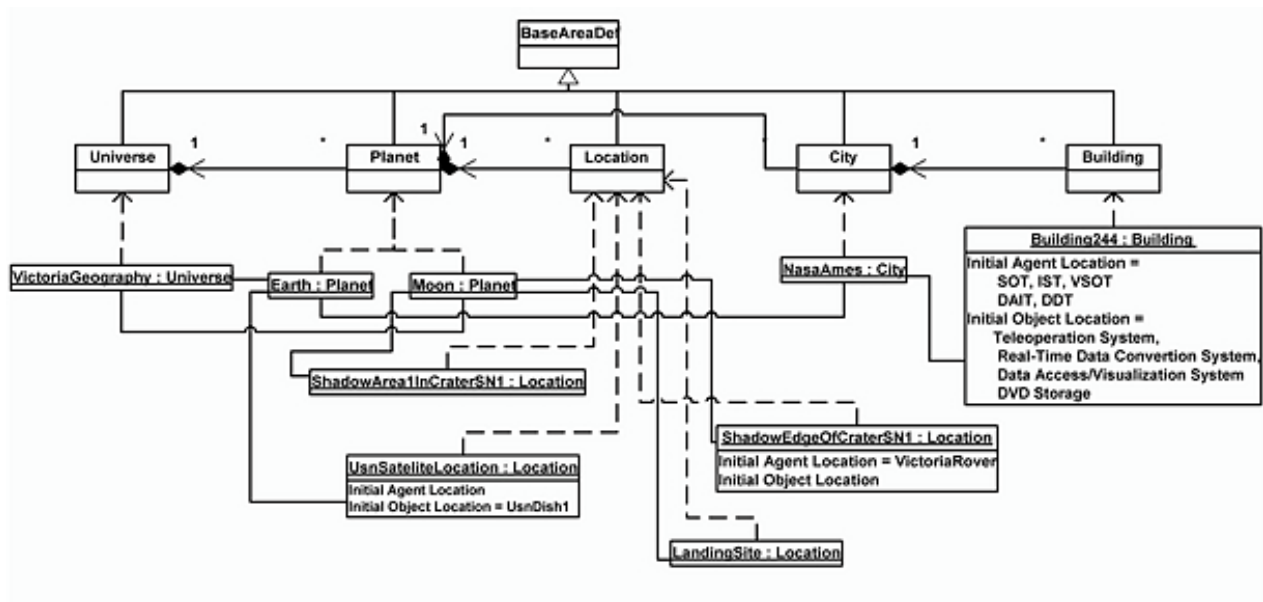 BaseAreaDef
1
*
1
1
*
1
*
Universe
Planet
Location
City
Building
VictoriaGeography : Universe
Earth : Planet
Moon : Planet
NasaAmes : City
Building244 : Building
Initial Agent Location =
SOT, IST, VSOT
DAIT, DDT
Initial Object Location =
Teleoperation System,
Real-Time Data Convertion System,
Data Access/Visualization System
DVD Storage
ShadowArea1InCraterSN1 : Location
ShadowEdgeOfCraterSN1 : Location
Initial Agent Location = VictoriaRover
Initial Object Location
UsnSateliteLocation : Location
Initial Agent Location
Initial Object Location = UsnDish1
LandingSite : Location